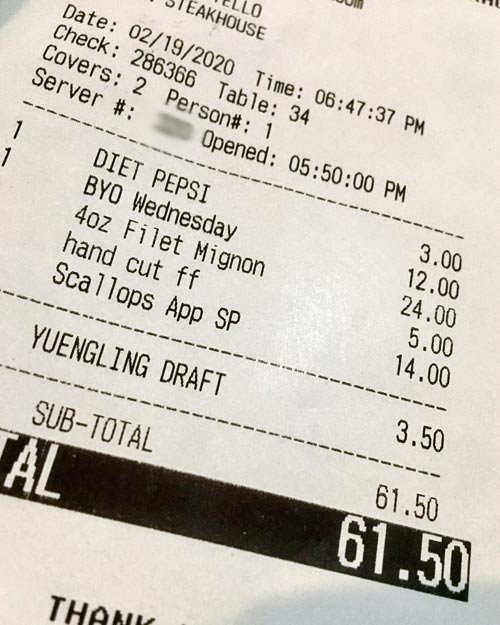 STEAKHOUSE
Date: 02/19/2020 Time: 06:47:37 PM
Check: 286366 Table: 34
Covers: 2 Person#: 1
Server #: Opened: 05:50:00 PM
1 DIET PEPSI 3.00
1 BYO Wednesday 12.00
4oz Filet Mignon 24.00
hand cut ff 5.00
Scallops App SP 14.00
YUENGLING DRAFT 3.50
SUB-TOTAL 61.50
TAL 61.50
THANK